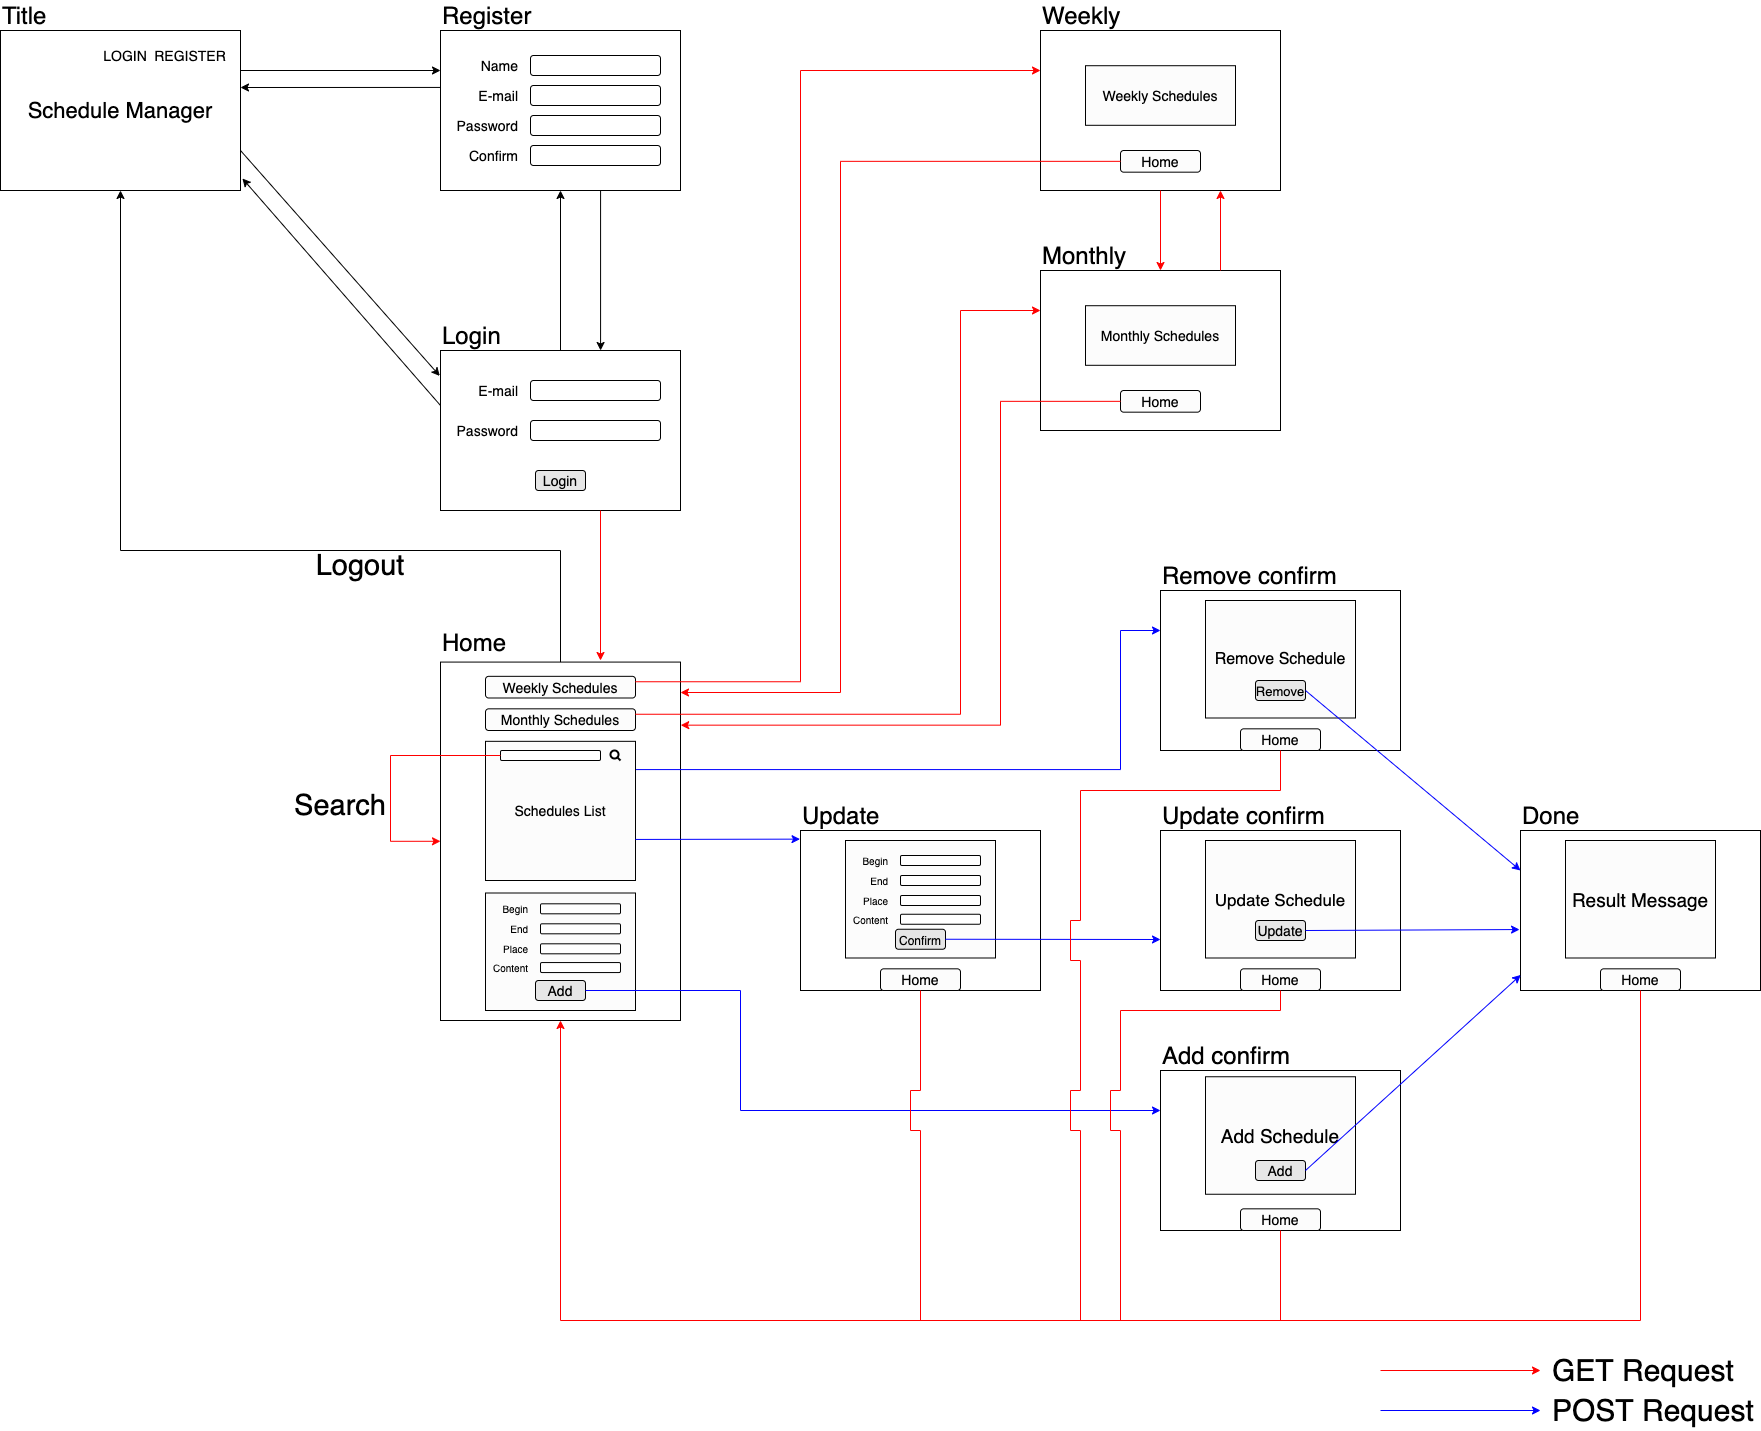 Title
LOGIN REGISTER
Schedule Manager
Register
Name
E-mail
Password
Confirm
Weekly
Weekly Schedules
Home
Monthly
Monthly Schedules
Home
Login
E-mail
Password
Login
Logout
Home
Weekly Schedules
Monthly Schedules
Schedules List
Search
Begin
End
Place
Content
Add
Update
Begin
End
Place
Content
Confirm
Home
Remove confirm
Remove Schedule
Remove
Home
Update confirm
Update Schedule
Update
Home
Add confirm
Add Schedule
Add
Home
Done
Result Message
Home
GET Request
POST Request